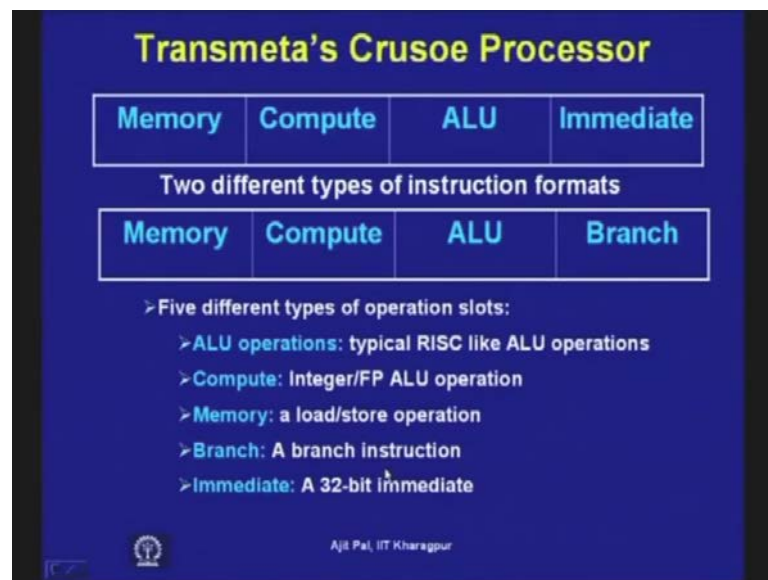 Transmeta's Crusoe Processor
Memory Compute ALU Immediate
Two different types of instruction formats
Memory Compute ALU Branch
➢Five different types of operation slots:
➢ALU operations: typical RISC like ALU operations
➢Compute: Integer/FP ALU operation
➢Memory: a load/store operation
➢Branch: A branch instruction
➢Immediate: A 32-bit immediate
Ajit Pal, IIT Kharagpur